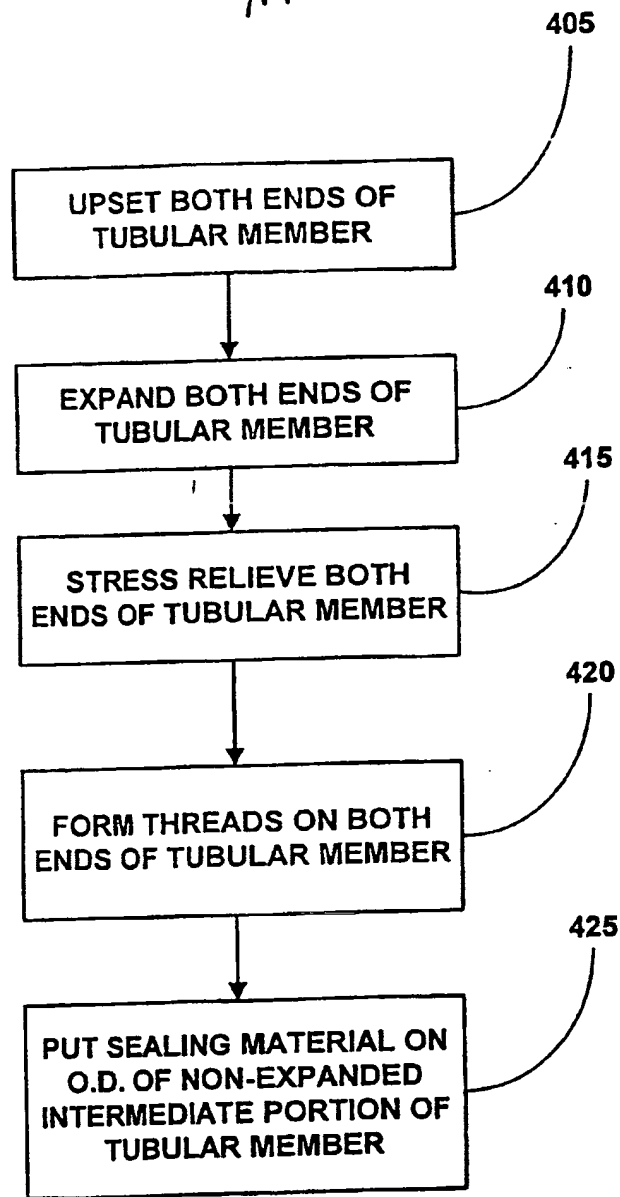 405
UPSET BOTH ENDS OF
TUBULAR MEMBER
410
EXPAND BOTH ENDS OF
TUBULAR MEMBER
415
STRESS RELIEVE BOTH
ENDS OF TUBULAR MEMBER
420
FORM THREADS ON BOTH
ENDS OF TUBULAR MEMBER
425
PUT SEALING MATERIAL ON
O.D. OF NON-EXPANDED
INTERMEDIATE PORTION OF
TUBULAR MEMBER